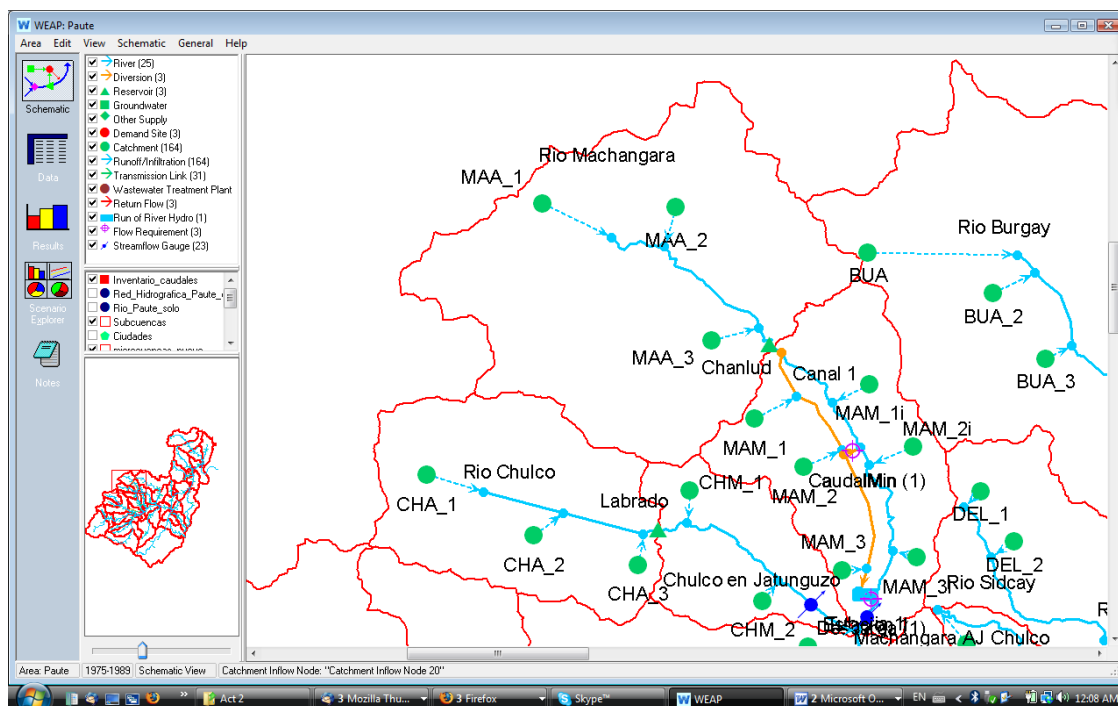 WEAP: Paute
Area Edit View Schematic General Help
Schematic
Data
Results
Scenario
Explorer
Notes
River (25)
Diversion (3)
Reservoir (3)
Groundwater
Other Supply
Demand Site (3)
Catchment (164)
Runoff/Infiltration (164)
Transmission Link (31)
Wastewater Treatment Plant
Return Flow (3)
Run of River Hydro (1)
Flow Requirement (3)
Streamflow Gauge (23)
Inventario_caudales
Red_Hidrografica_Paute_
Rio_Paute_solo
Subcuencas
Ciudades
Rio Machangara
MAA_1
MAA_2
Rio Burgay
BUA
BUA_2
MAA_3
Chanlud
Canal 1
BUA_3
MAM_1i
MAM_1
MAM_2i
Rio Chulco
CHM_1
MAM_2
CaudalMin (1)
CHA_1
Labrado
DEL_1
CHA_2
MAM_3
DEL_2
CHA_3
Chulco en Jatunguzo
MAM_3i
Rio Sidcay
CHM_2
Machangara AJ Chulco
R
Area: Paute 1975-1989 Schematic View Catchment Inflow Node: "Catchment Inflow Node 20"
Act 2 3 Mozilla Thu... 3 Firefox Skype™ WEAP 2 Microsoft O... EN 12:08 AM